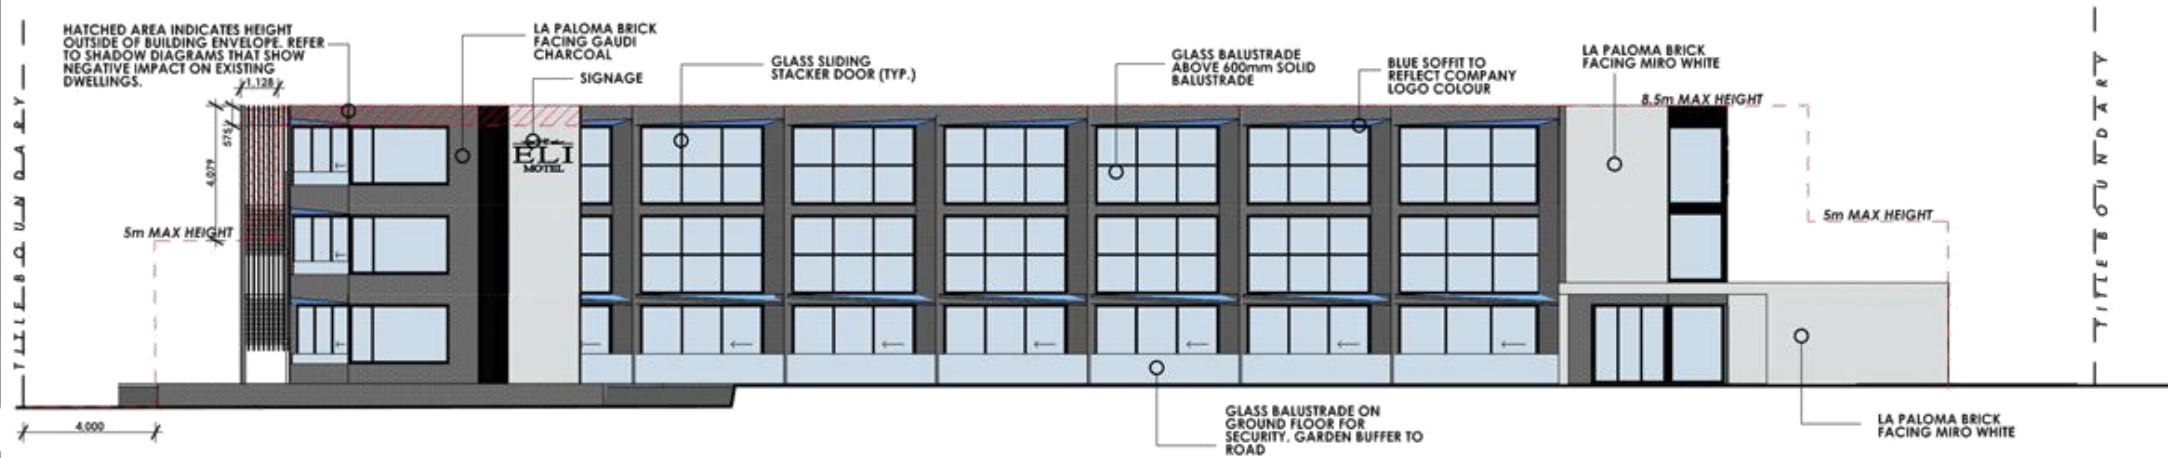 HATCHED AREA INDICATES HEIGHT
OUTSIDE OF BUILDING ENVELOPE. REFER
TO SHADOW DIAGRAMS THAT SHOW
NEGATIVE IMPACT ON EXISTING
DWELLINGS.
LA PALOMA BRICK
FACING GAUDI
CHARCOAL
SIGNAGE
GLASS SLIDING
STACKER DOOR (TYP.)
GLASS BALUSTRADE
ABOVE 600mm SOLID
BALUSTRADE
BLUE SOFFIT TO
REFLECT COMPANY
LOGO COLOUR
LA PALOMA BRICK
FACING MIRO WHITE
8.5m MAX HEIGHT
1,128
575
4,079
5m MAX HEIGHT
ELI
MOTEL
5m MAX HEIGHT
TITLE BOUNDARY
TITLE BOUNDARY
4,000
GLASS BALUSTRADE ON
GROUND FLOOR FOR
SECURITY. GARDEN BUFFER TO
ROAD
LA PALOMA BRICK
FACING MIRO WHITE